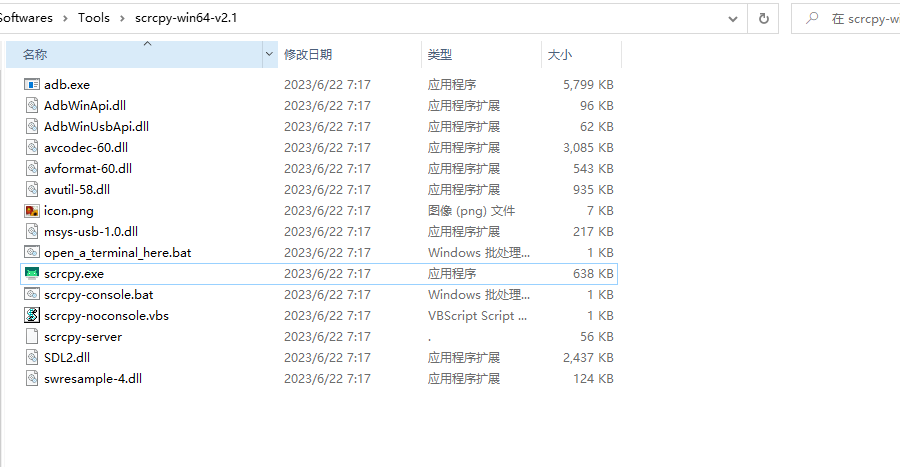 Softwares > Tools > scrcpy-win64-v2.1 在 scrcpy-wi
名称 修改日期 类型 大小
adb.exe 2023/6/22 7:17 应用程序 5,799 KB
AdbWinApi.dll 2023/6/22 7:17 应用程序扩展 96 KB
AdbWinUsbApi.dll 2023/6/22 7:17 应用程序扩展 62 KB
avcodec-60.dll 2023/6/22 7:17 应用程序扩展 3,085 KB
avformat-60.dll 2023/6/22 7:17 应用程序扩展 543 KB
avutil-58.dll 2023/6/22 7:17 应用程序扩展 935 KB
icon.png 2023/6/22 7:17 图像 (png) 文件 7 KB
msys-usb-1.0.dll 2023/6/22 7:17 应用程序扩展 217 KB
open_a_terminal_here.bat 2023/6/22 7:17 Windows 批处理... 1 KB
scrcpy.exe 2023/6/22 7:17 应用程序 638 KB
scrcpy-console.bat 2023/6/22 7:17 Windows 批处理... 1 KB
scrcpy-noconsole.vbs 2023/6/22 7:17 VBScript Script ... 1 KB
scrcpy-server 2023/6/22 7:17 . 56 KB
SDL2.dll 2023/6/22 7:17 应用程序扩展 2,437 KB
swresample-4.dll 2023/6/22 7:17 应用程序扩展 124 KB